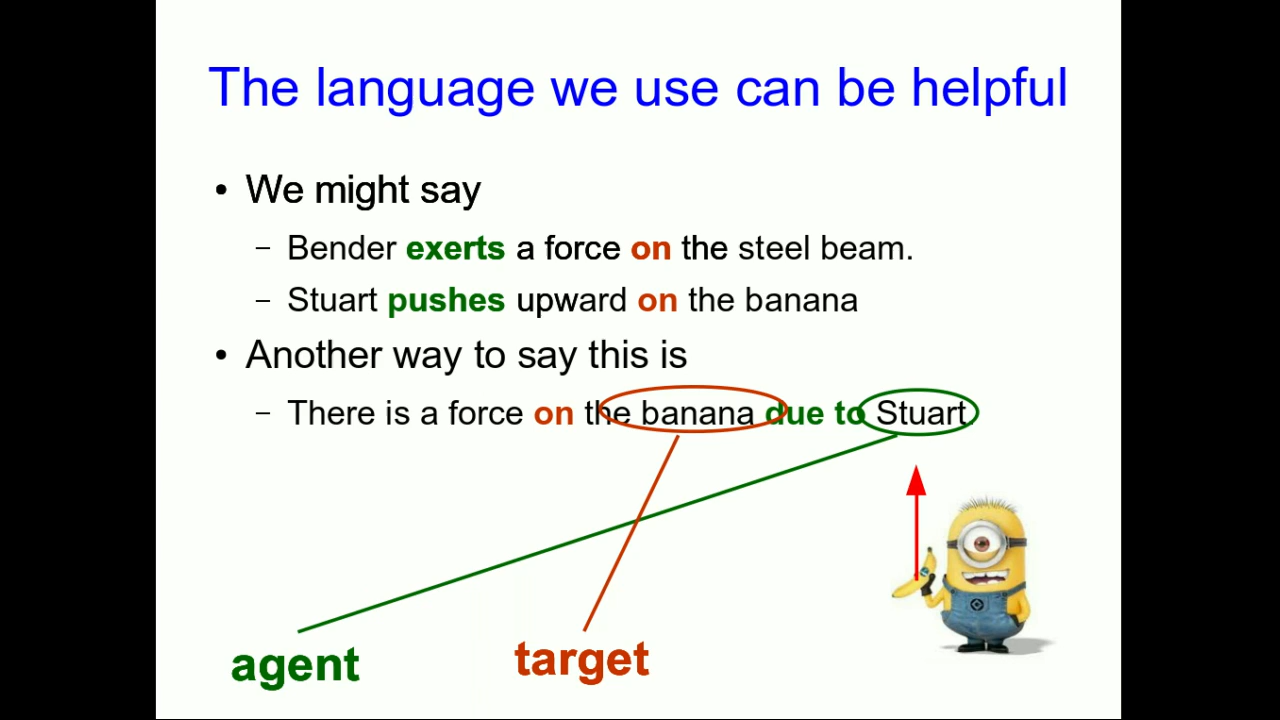 The language we use can be helpful
• We might say
– Bender exerts a force on the steel beam.
– Stuart pushes upward on the banana
• Another way to say this is
– There is a force on the banana due to Stuart.
agent target